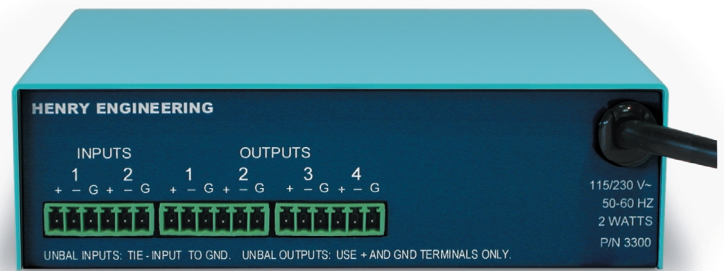 HENRY ENGINEERING
INPUTS OUTPUTS
1 2 1 2 3 4
+ – G + – G + – G + – G + – G + – G
115/230 V~
50-60 HZ
2 WATTS
P/N 3300
UNBAL INPUTS: TIE - INPUT TO GND. UNBAL OUTPUTS: USE + AND GND TERMINALS ONLY.